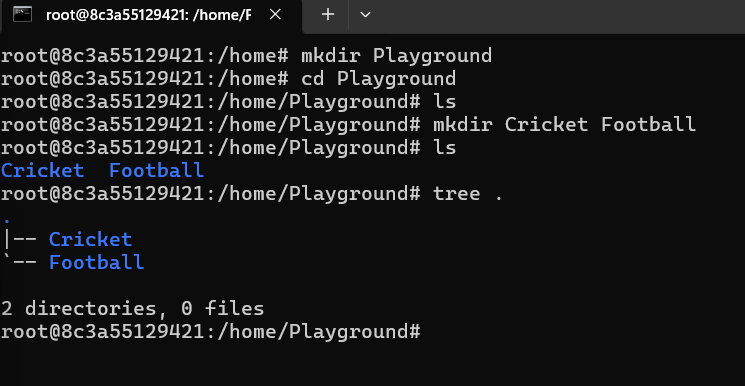 root@8c3a55129421: /home/F
root@8c3a55129421:/home# mkdir Playground
root@8c3a55129421:/home# cd Playground
root@8c3a55129421:/home/Playground# ls
root@8c3a55129421:/home/Playground# mkdir Cricket Football
root@8c3a55129421:/home/Playground# ls
Cricket  Football
root@8c3a55129421:/home/Playground# tree .
.
|-- Cricket
`-- Football
2 directories, 0 files
root@8c3a55129421:/home/Playground#